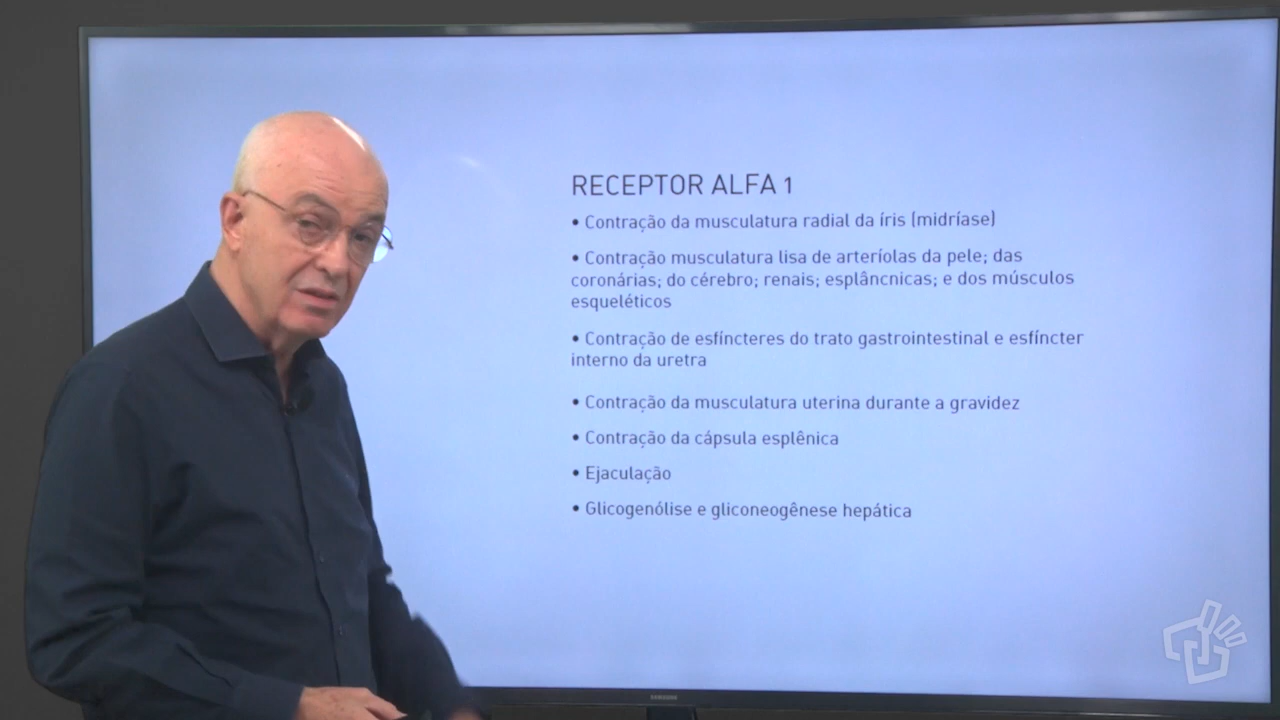 RECEPTOR ALFA 1
• Contração da musculatura radial da íris (midríase)
• Contração musculatura lisa de arteríolas da pele; das
coronárias; do cérebro; renais; esplâncnicas; e dos músculos
esqueléticos
• Contração de esfíncteres do trato gastrointestinal e esfíncter
interno da uretra
• Contração da musculatura uterina durante a gravidez
• Contração da cápsula esplênica
• Ejaculação
• Glicogenólise e gliconeogênese hepática
SAMSUNG